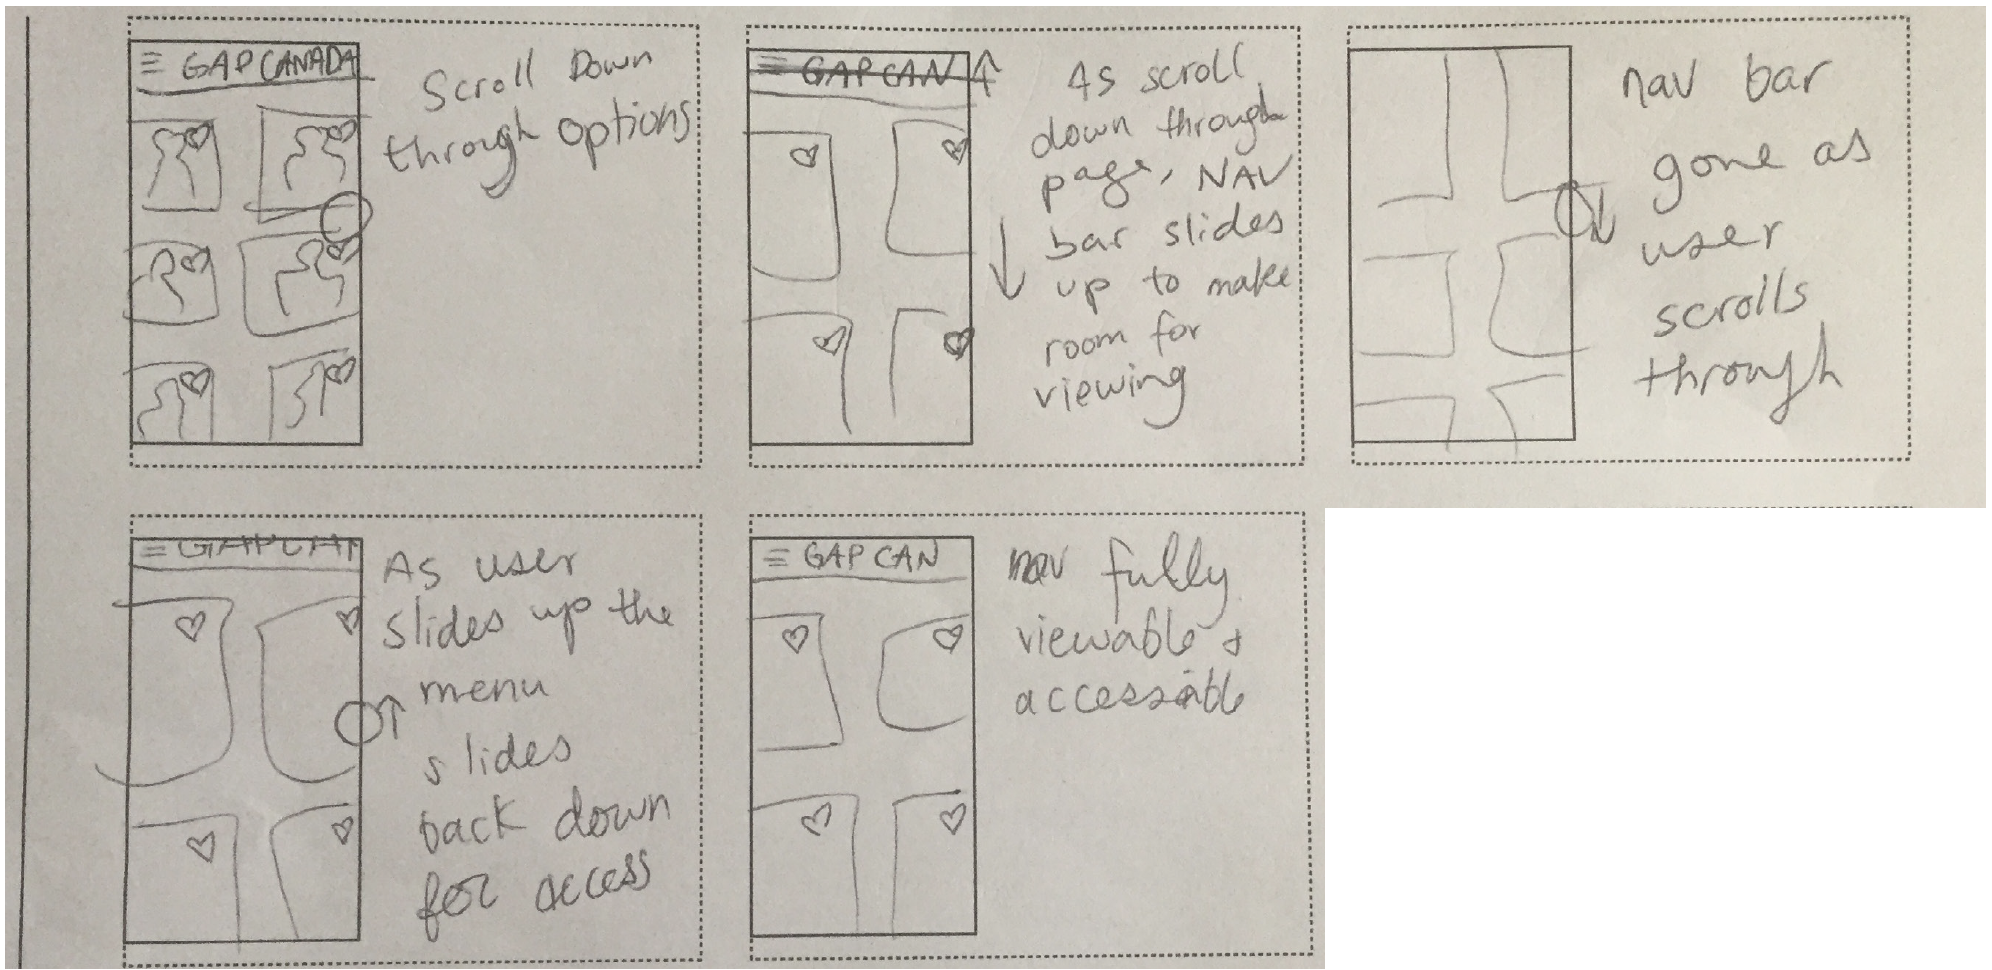 GAP CANADA
Scroll Down
through options
GAP CAN
As scroll
down through
page, NAV
bar slides
up to make
room for
viewing
nav bar
gone as
user
scrolls
through
GAP CAN
As user
slides up the
menu
slides
back down
for access
GAP CAN
nav fully
viewable +
accessible